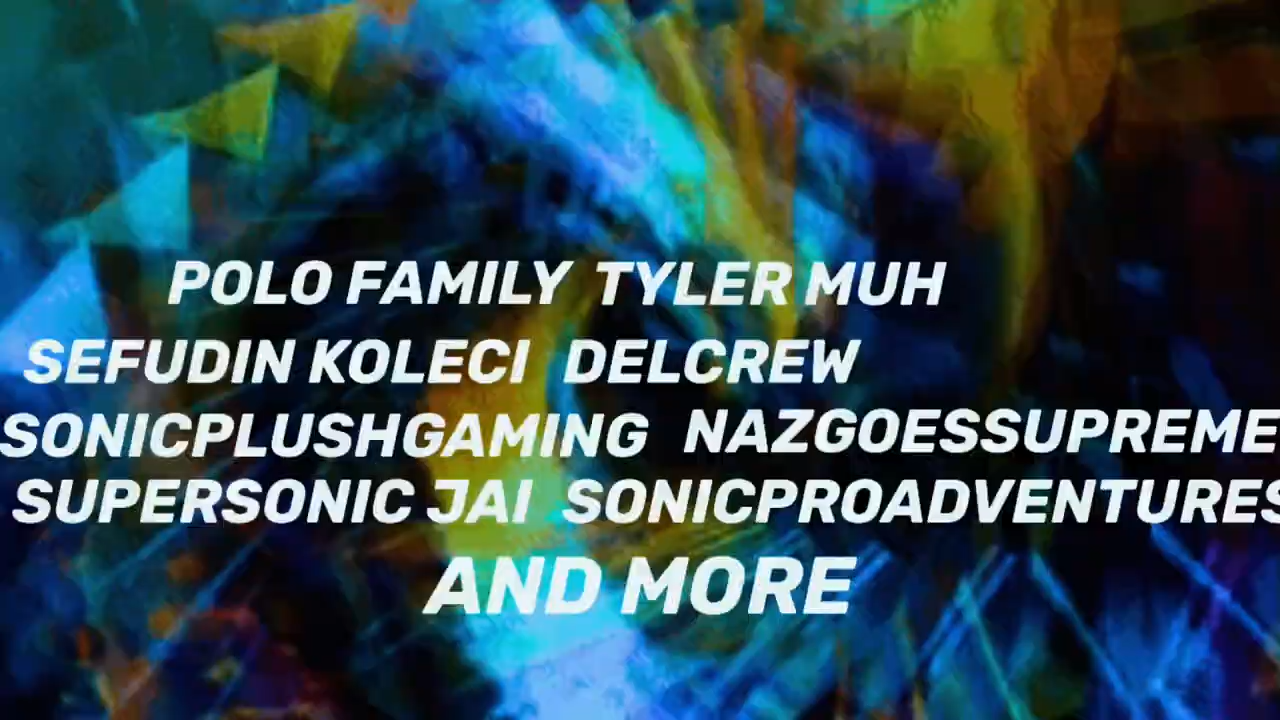 POLO FAMILY TYLER MUH
SEFUDIN KOLECI DELCREW
SONICPLUSHGAMING NAZGOESSUPREME
SUPERSONIC JAI SONICPROADVENTURES
AND MORE